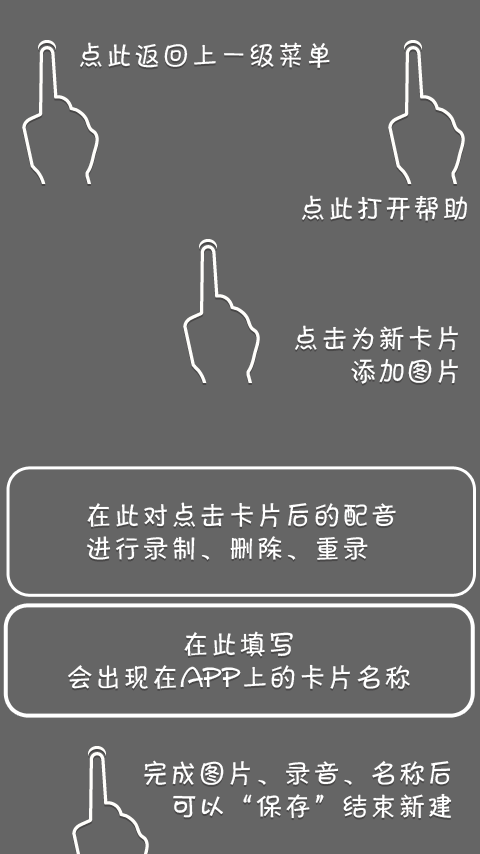 点此返回上一级菜单
点此打开帮助
点击为新卡片
添加图片
在此对点击卡片后的配音
进行录制、删除、重录
在此填写
会出现在APP上的卡片名称
完成图片、录音、名称后
可以“保存”结束新建